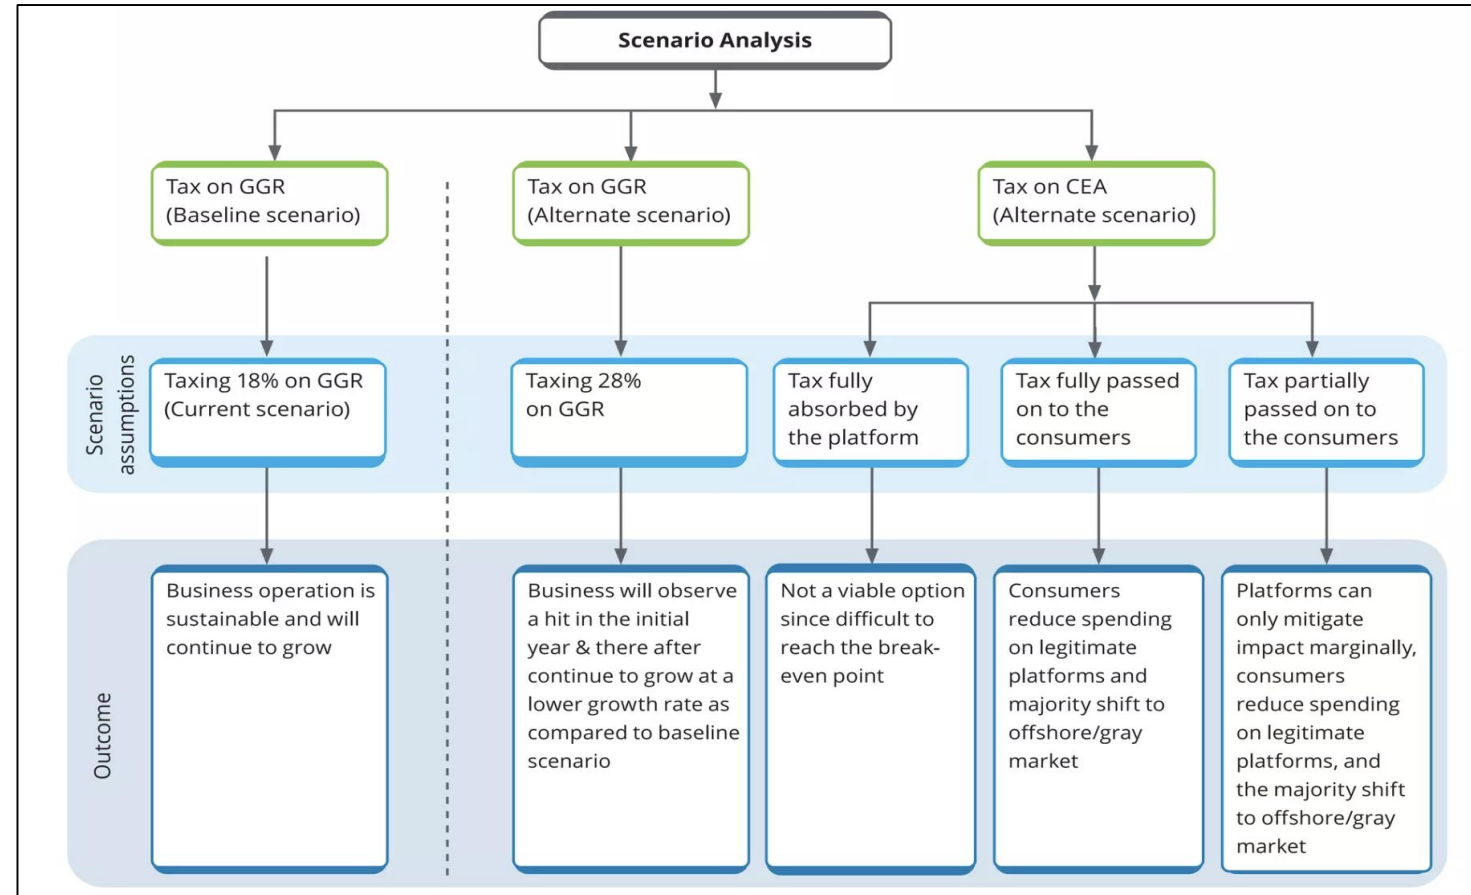 Scenario Analysis
Tax on GGR
(Baseline scenario)
Tax on GGR
(Alternate scenario)
Tax on CEA
(Alternate scenario)
Scenario
assumptions
Taxing 18% on GGR
(Current scenario)
Taxing 28%
on GGR
Tax fully
absorbed by
the platform
Tax fully passed
on to the
consumers
Tax partially
passed on to
the consumers
Outcome
Business operation is
sustainable and will
continue to grow
Business will observe
a hit in the initial
year & there after
continue to grow at a
lower growth rate as
compared to baseline
scenario
Not a viable option
since difficult to
reach the break-
even point
Consumers
reduce spending
on legitimate
platforms and
majority shift to
offshore/gray
market
Platforms can
only mitigate
impact marginally,
consumers
reduce spending
on legitimate
platforms, and
the majority shift
to offshore/gray
market